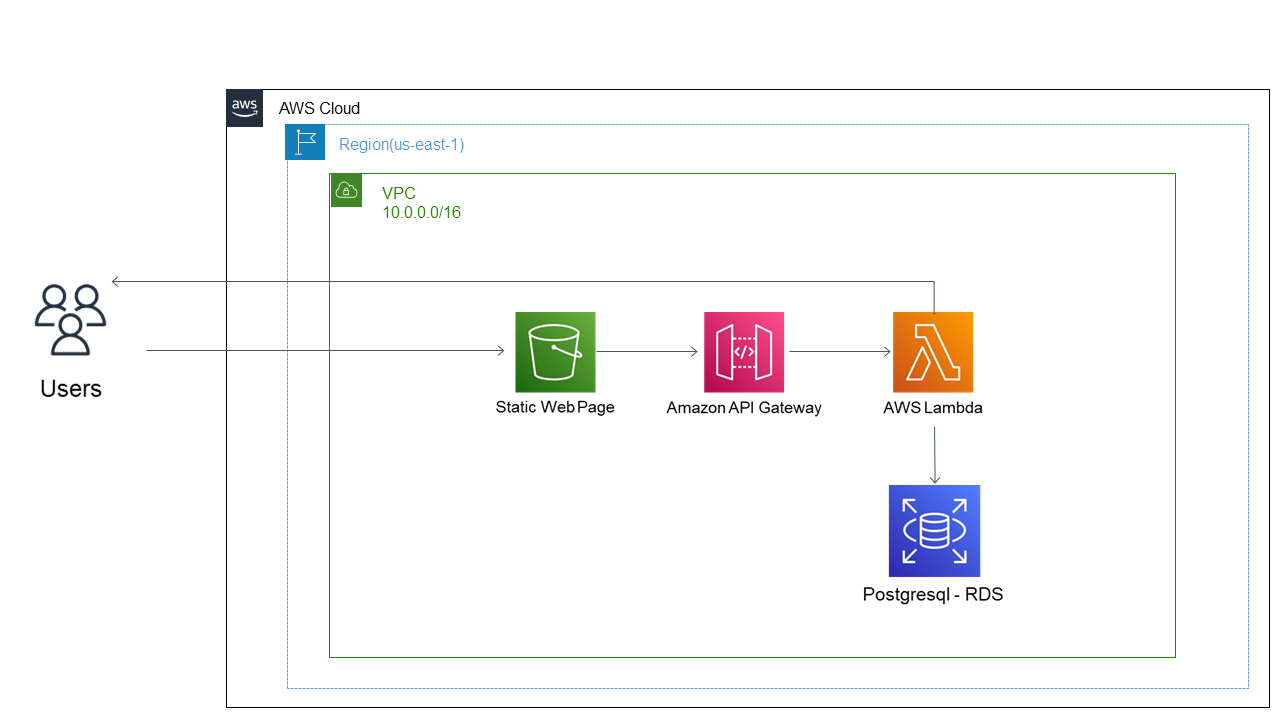 aws
AWS Cloud
Region(us-east-1)
VPC
10.0.0.0/16
Users
</>
Static Web Page
Amazon API Gateway
AWS Lambda
Postgresql - RDS